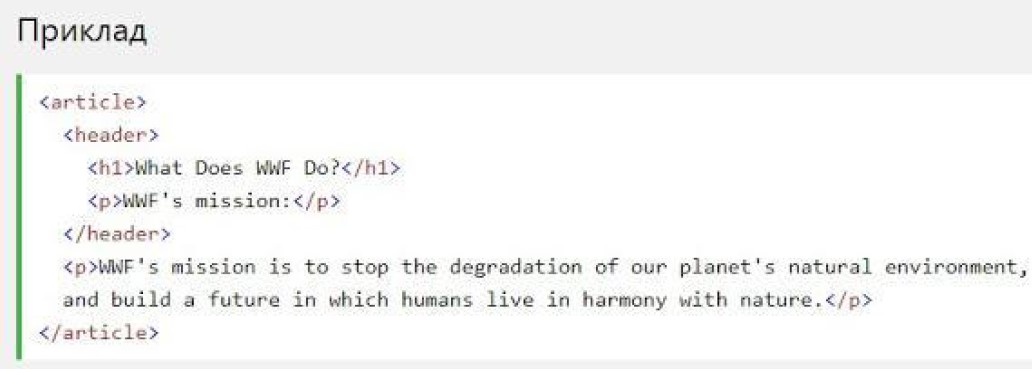 Приклад
<article>
  <header>
    <h1>What Does WWF Do?</h1>
    <p>WWF's mission:</p>
  </header>
  <p>WWF's mission is to stop the degradation of our planet's natural environment,
  and build a future in which humans live in harmony with nature.</p>
</article>